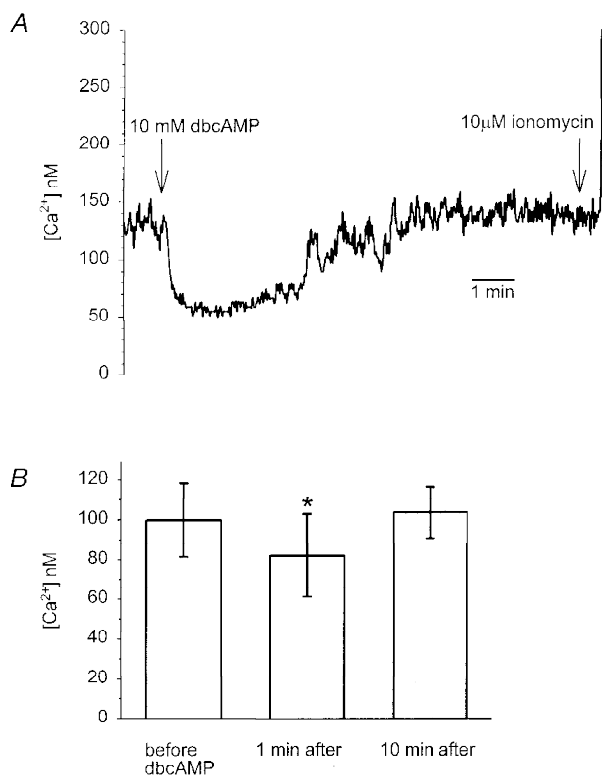 A
300
250
200
150
100
50
0
[Ca²⁺] nM
10 mM dbcAMP
10μM ionomycin
1 min
B
120
100
80
60
40
20
0
[Ca²⁺] nM
*
before
dbcAMP
1 min after
10 min after